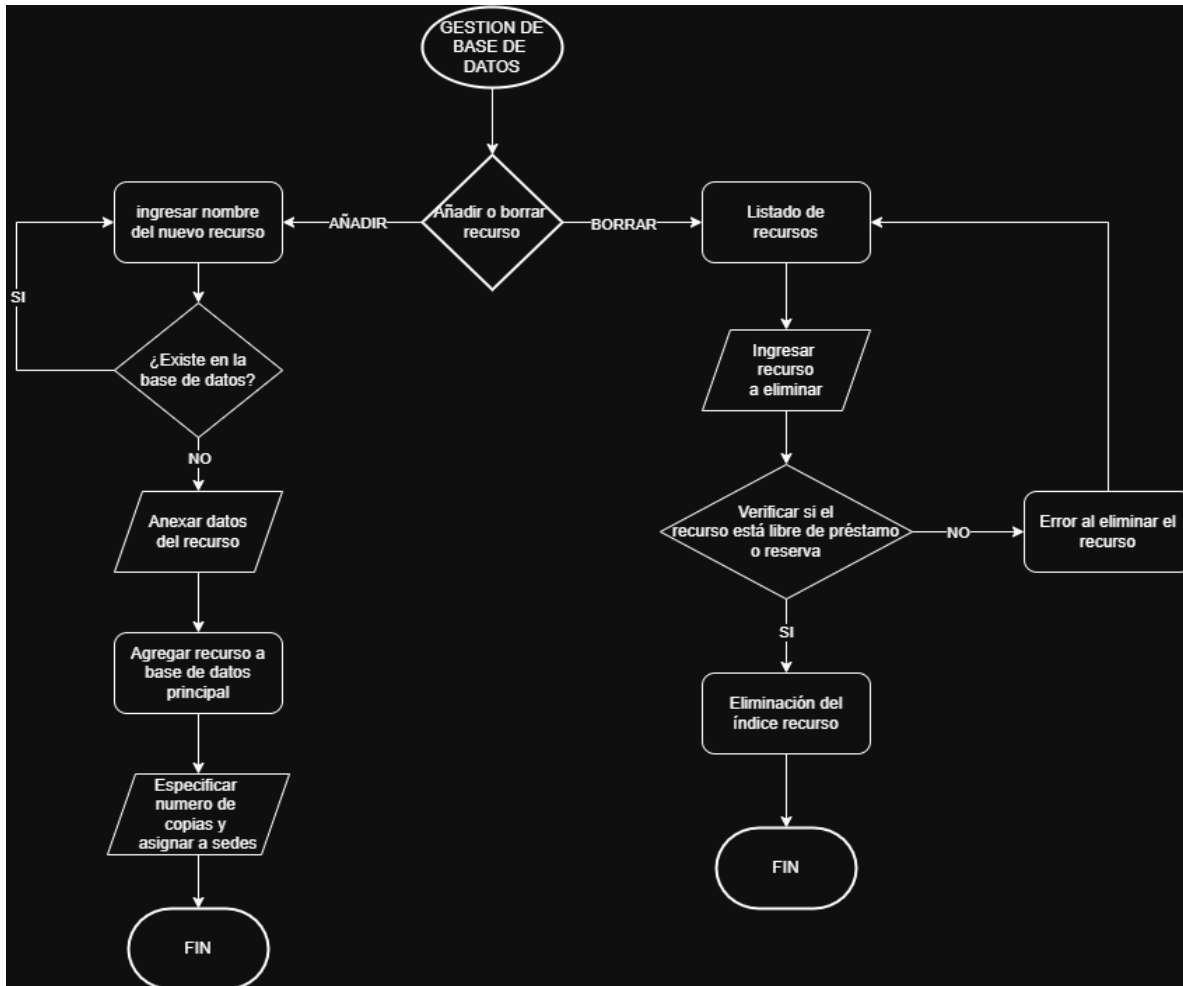 GESTION DE
BASE DE
DATOS
Añadir o borrar
recurso
AÑADIR
BORRAR
ingresar nombre
del nuevo recurso
SI
¿Existe en la
base de datos?
NO
Anexar datos
del recurso
Agregar recurso a
base de datos
principal
Especificar
numero de
copias y
asignar a sedes
FIN
Listado de
recursos
Ingresar
recurso
a eliminar
Verificar si el
recurso está libre de préstamo
o reserva
NO
Error al eliminar el
recurso
SI
Eliminación del
índice recurso
FIN